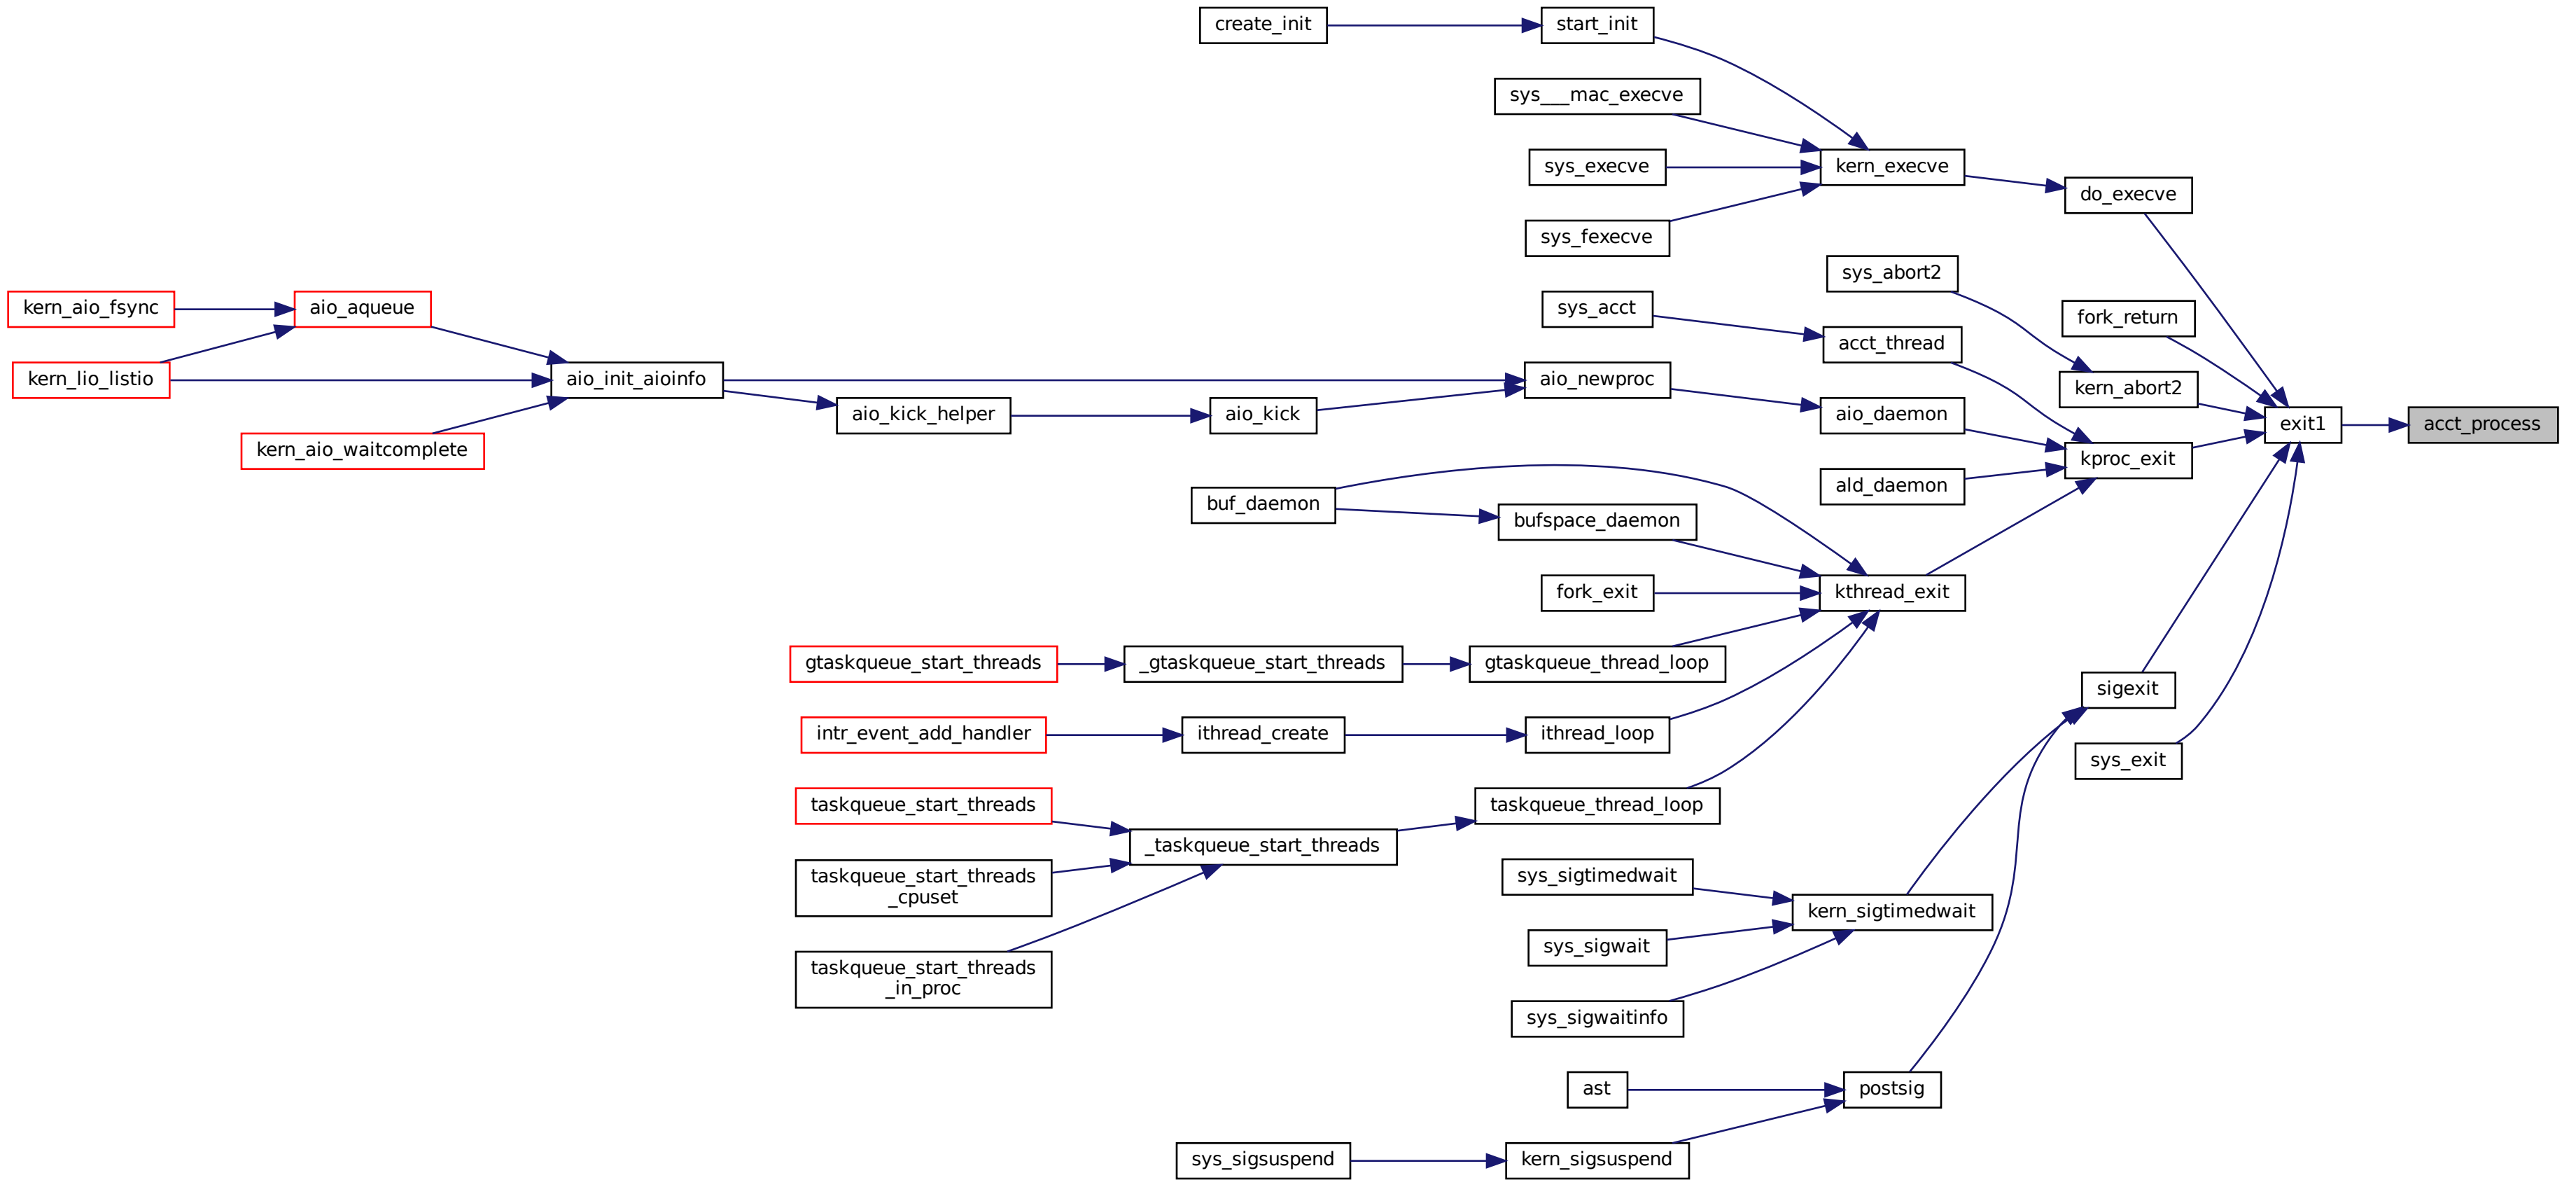 create_init
start_init
sys___mac_execve
sys_execve
kern_execve
do_execve
sys_fexecve
sys_abort2
kern_aio_fsync
aio_aqueue
sys_acct
fork_return
acct_thread
kern_lio_listio
aio_init_aioinfo
aio_newproc
kern_abort2
aio_kick_helper
aio_kick
aio_daemon
exit1
acct_process
kern_aio_waitcomplete
kproc_exit
ald_daemon
buf_daemon
bufspace_daemon
fork_exit
kthread_exit
gtaskqueue_start_threads
_gtaskqueue_start_threads
gtaskqueue_thread_loop
sigexit
intr_event_add_handler
ithread_create
ithread_loop
sys_exit
taskqueue_start_threads
taskqueue_thread_loop
_taskqueue_start_threads
taskqueue_start_threads
_cpuset
sys_sigtimedwait
kern_sigtimedwait
sys_sigwait
taskqueue_start_threads
_in_proc
sys_sigwaitinfo
ast
postsig
sys_sigsuspend
kern_sigsuspend